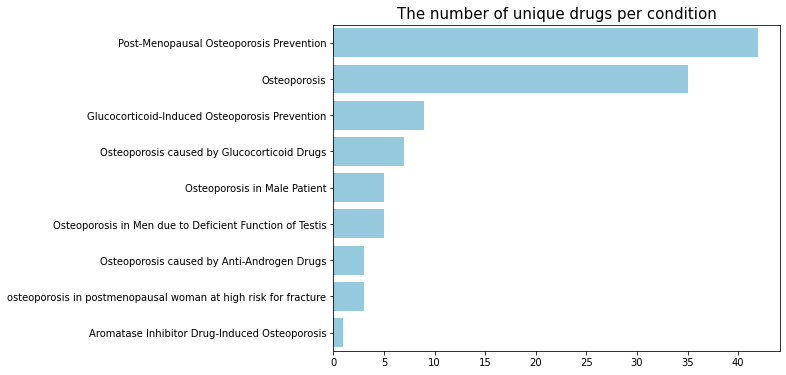 The number of unique drugs per condition
Post-Menopausal Osteoporosis Prevention
Osteoporosis
Glucocorticoid-Induced Osteoporosis Prevention
Osteoporosis caused by Glucocorticoid Drugs
Osteoporosis in Male Patient
Osteoporosis in Men due to Deficient Function of Testis
Osteoporosis caused by Anti-Androgen Drugs
osteoporosis in postmenopausal woman at high risk for fracture
Aromatase Inhibitor Drug-Induced Osteoporosis
0 5 10 15 20 25 30 35 40